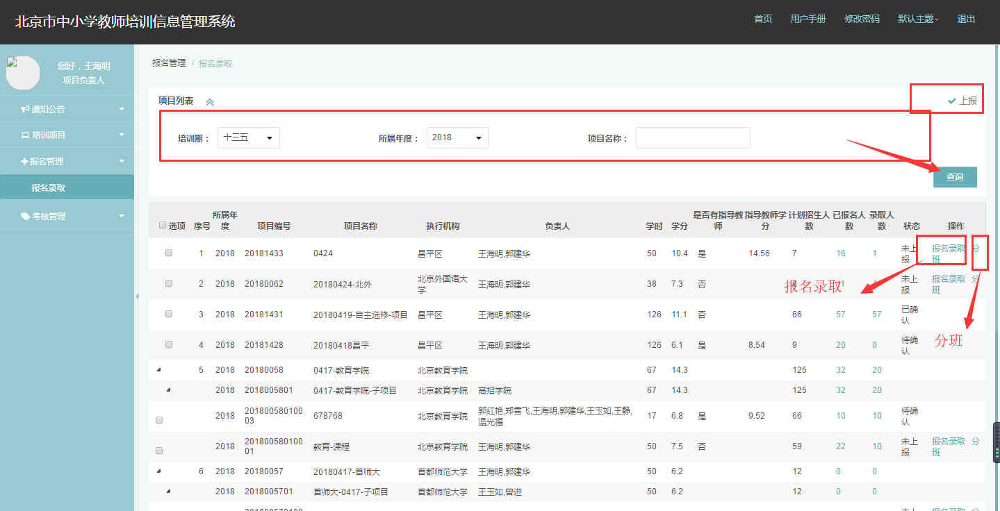 北京市中小学教师培训信息管理系统
首页 用户手册 修改密码 默认主题 退出
您好，王海明
项目负责人
通知公告
培训项目
报名管理
报名录取
考核管理
报名管理 / 报名录取
项目列表
上报
培训期： 十三五 所属年度： 2018 项目名称：
查询
选项 序号 所属年度 项目编号 项目名称 执行机构 负责人 学时 学分 是否有指导教师 指导教师学分 计划招生人数 已报名人数 录取人数 状态 操作
1 2018 20181433 0424 昌平区 王海明,郭建华 50 10.4 是 14.56 7 16 1 未上报 报名录取 分班
2 2018 20180062 20180424-北外 北京外国语大学 王海明,郭建华 38 7.3 否 未上报 报名录取 分班
报名录取
3 2018 20181431 20180419-自主选修-项目 昌平区 王海明,郭建华 126 11.1 否 66 57 57 已确认
4 2018 20181428 20180418昌平 昌平区 王海明,郭建华 126 6.1 是 8.54 9 20 0 待确认
分班
5 2018 20180058 0417-教育学院 北京教育学院 67 14.3 125 32 20
2018 2018005801 0417-教育学院-子项目 北京教育学院 高招学院 67 14.3 125 32 20
2018 20180058010003 678768 北京教育学院 郭红艳,郑雪飞,王海明,郭建华,王玉如,王静,温光福 17 6.8 是 9.52 66 10 10 待确认
2018 20180058010001 教育-课程 北京教育学院 王海明,郭建华 50 7.5 否 59 22 10 未上报 报名录取 分班
6 2018 20180057 20180417-首师大 首都师范大学 王海明,郭建华 50 6.2 12 0 0
2018 2018005701 首师大-0417-子项目 首都师范大学 王玉如,曾进 50 6.2 12 0 0